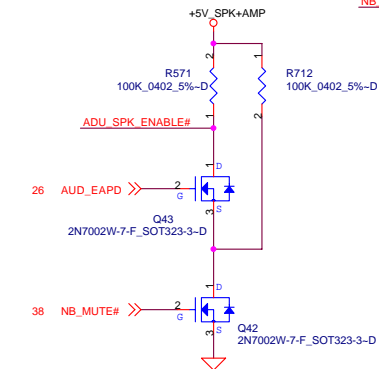 NB
+5V_SPK+AMP
2
1
R571
100K_0402_5%~D
R712
100K_0402_5%~D
1
2
ADU_SPK_ENABLE#
1
D
26 AUD_EAPD
2
G
3
S
Q43
2N7002W-7-F_SOT323-3~D
1
D
38 NB_MUTE#
2
G
3
S
Q42
2N7002W-7-F_SOT323-3~D